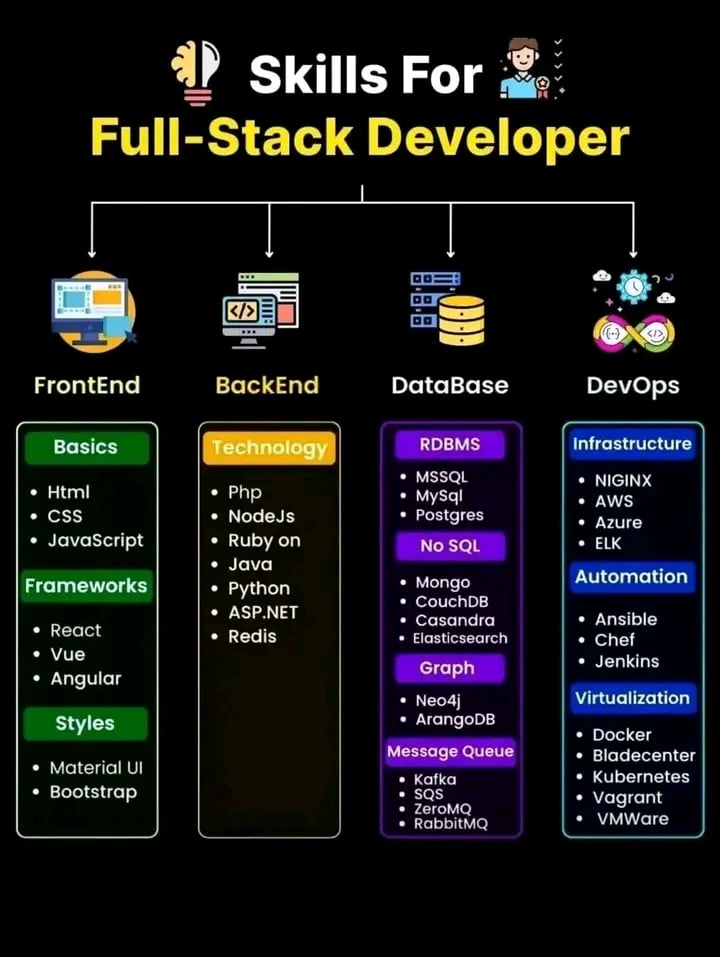 Skills For
Full-Stack Developer
FrontEnd
Basics
• Html
• CSS
• JavaScript
Frameworks
• React
• Vue
• Angular
Styles
• Material UI
• Bootstrap
BackEnd
Technology
• Php
• NodeJs
• Ruby on
• Java
• Python
• ASP.NET
• Redis
DataBase
RDBMS
• MSSQL
• MySql
• Postgres
No SQL
• Mongo
• CouchDB
• Casandra
• Elasticsearch
Graph
• Neo4j
• ArangoDB
Message Queue
• Kafka
• SQS
• ZeroMQ
• RabbitMQ
DevOps
Infrastructure
• NIGINX
• AWS
• Azure
• ELK
Automation
• Ansible
• Chef
• Jenkins
Virtualization
• Docker
• Bladecenter
• Kubernetes
• Vagrant
• VMWare